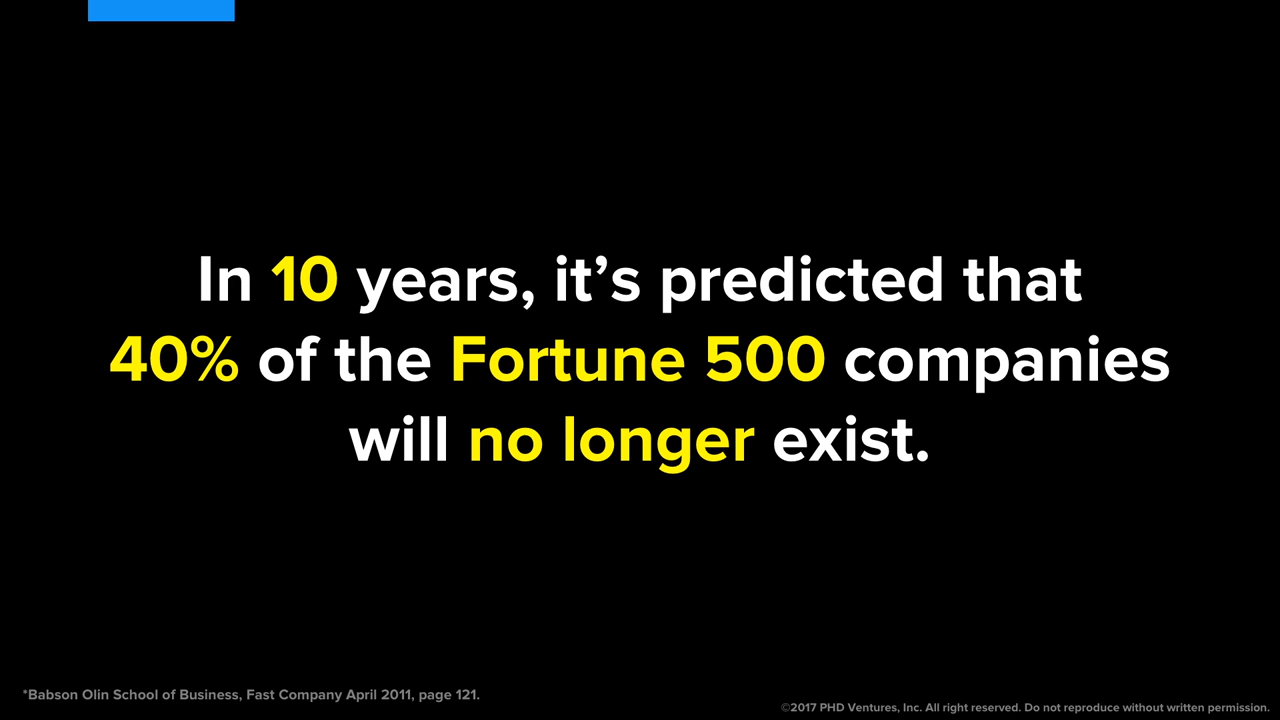 In 10 years, it’s predicted that
40% of the Fortune 500 companies
will no longer exist.
*Babson Olin School of Business, Fast Company April 2011, page 121.
©2017 PHD Ventures, Inc. All right reserved. Do not reproduce without written permission.